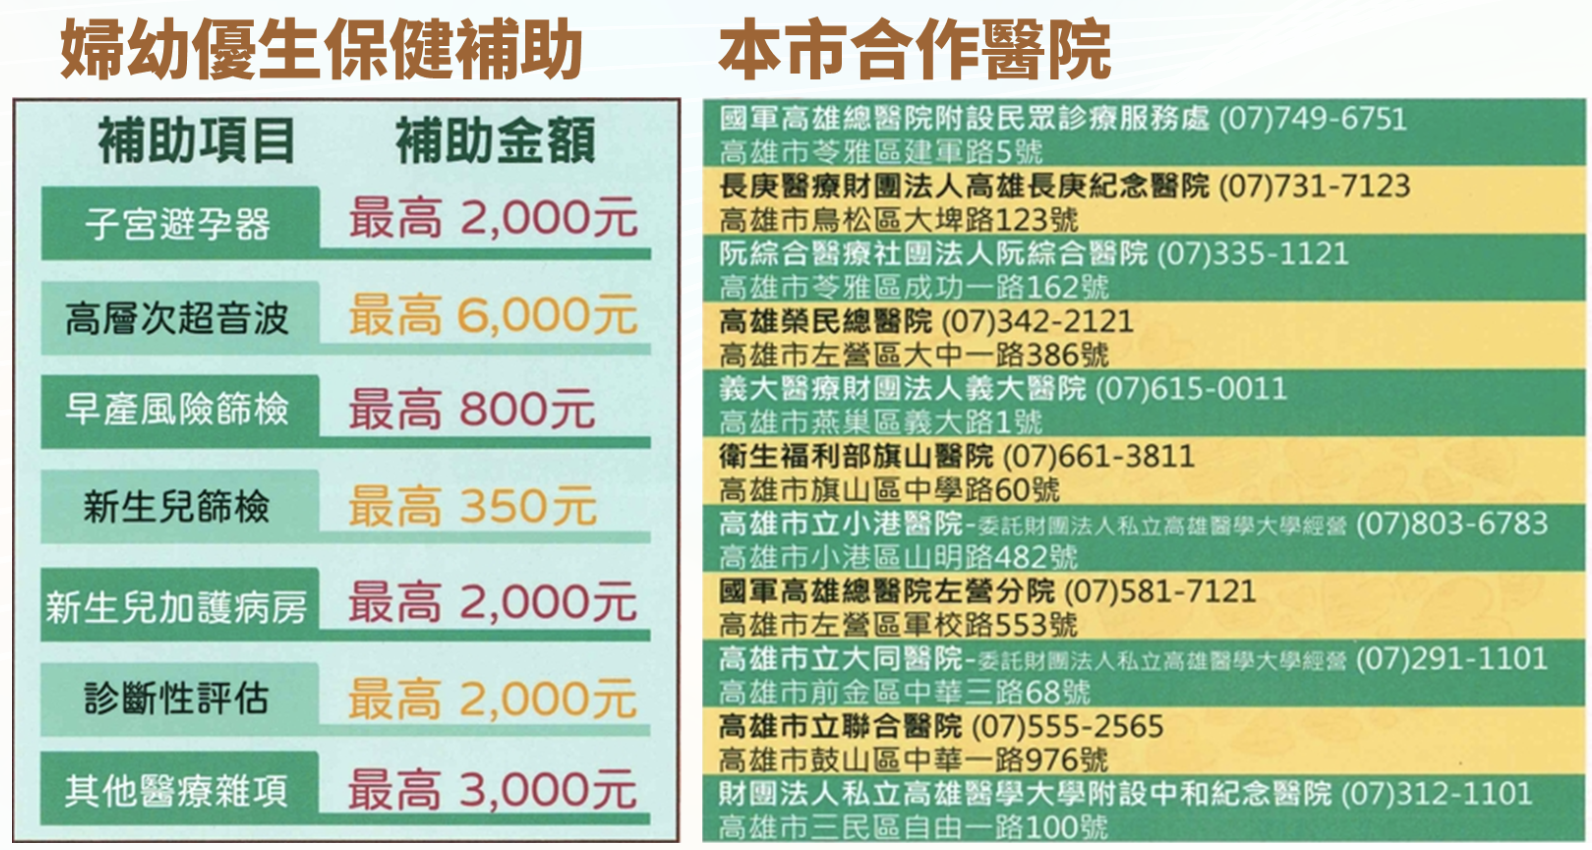 婦幼優生保健補助
補助項目 補助金額
子宮避孕器 最高 2,000元
高層次超音波 最高 6,000元
早產風險篩檢 最高 800元
新生兒篩檢 最高 350元
新生兒加護病房 最高 2,000元
診斷性評估 最高 2,000元
其他醫療雜項 最高 3,000元
本市合作醫院
國軍高雄總醫院附設民眾診療服務處 (07)749-6751
高雄市苓雅區建軍路5號
長庚醫療財團法人高雄長庚紀念醫院 (07)731-7123
高雄市鳥松區大埤路123號
阮綜合醫療社團法人阮綜合醫院 (07)335-1121
高雄市苓雅區成功一路162號
高雄榮民總醫院 (07)342-2121
高雄市左營區大中一路386號
義大醫療財團法人義大醫院 (07)615-0011
高雄市燕巢區義大路1號
衛生福利部旗山醫院 (07)661-3811
高雄市旗山區中學路60號
高雄市立小港醫院-委託財團法人私立高雄醫學大學經營 (07)803-6783
高雄市小港區山明路482號
國軍高雄總醫院左營分院 (07)581-7121
高雄市左營區軍校路553號
高雄市立大同醫院-委託財團法人私立高雄醫學大學經營 (07)291-1101
高雄市前金區中華三路68號
高雄市立聯合醫院 (07)555-2565
高雄市鼓山區中華一路976號
財團法人私立高雄醫學大學附設中和紀念醫院 (07)312-1101
高雄市三民區自由一路100號